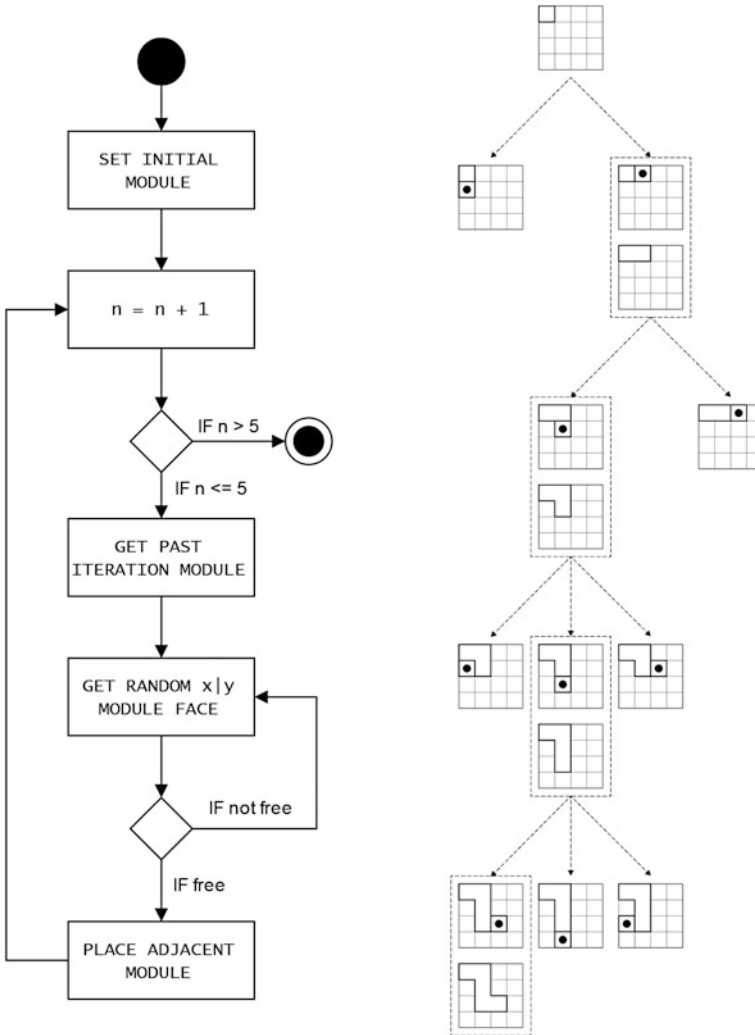 SET INITIAL
MODULE
n = n + 1
IF n > 5
IF n <= 5
GET PAST
ITERATION MODULE
GET RANDOM x|y
MODULE FACE
IF not free
IF free
PLACE ADJACENT
MODULE